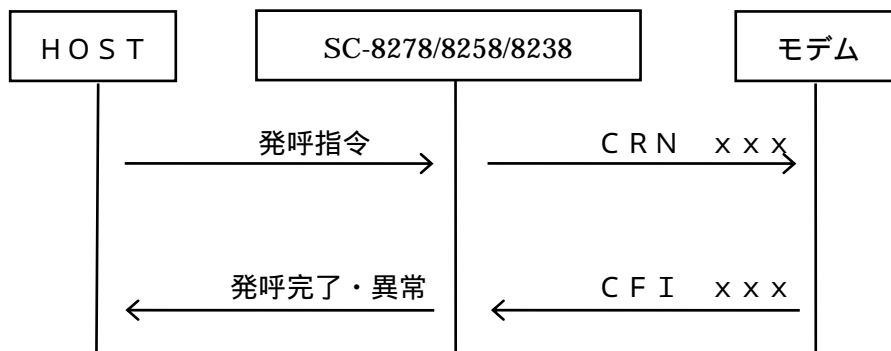 ＨＯＳＴ
SC-8278/8258/8238
モデム
発呼指令
ＣＲＮ　ｘｘｘ
発呼完了・異常
ＣＦＩ　ｘｘｘ